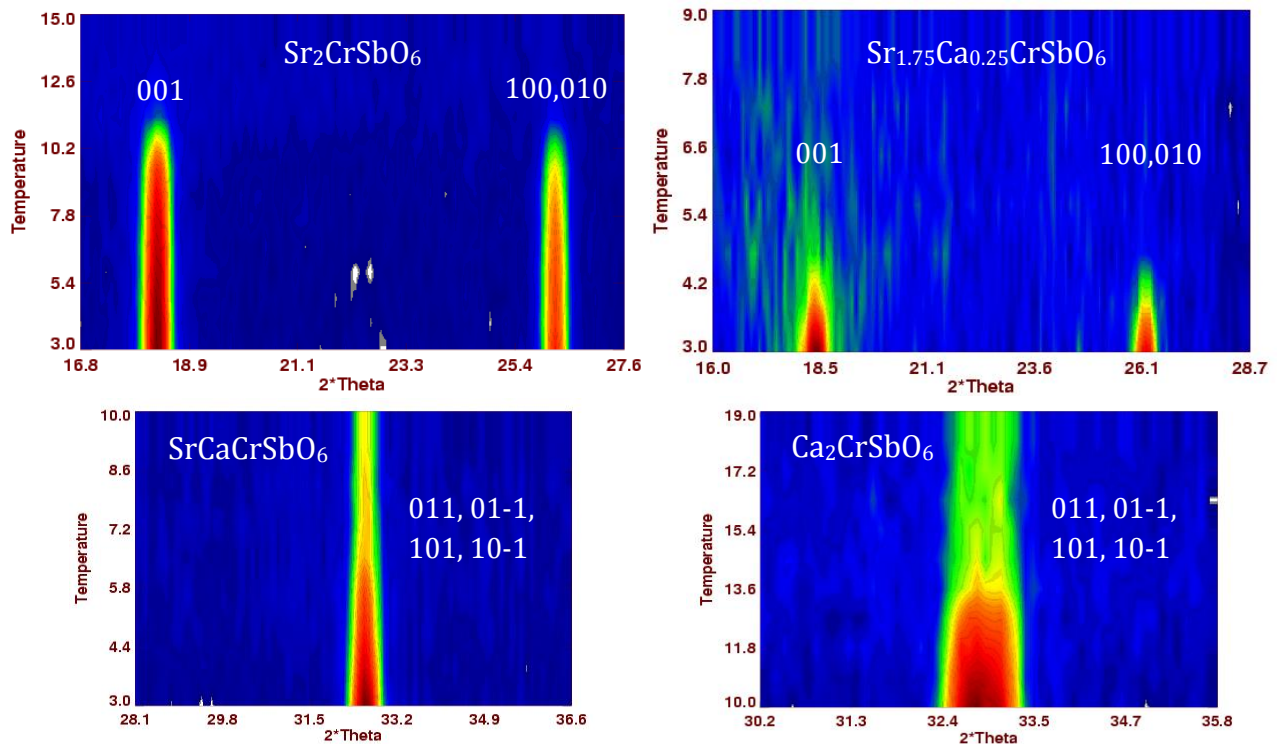 15.0
12.6
10.2
7.8
5.4
3.0
Temperature
Sr₂CrSbO₆
001
100,010
16.8 18.9 21.1 23.3 25.4 27.6
2*Theta
9.0
7.8
6.6
5.4
4.2
3.0
Temperature
Sr₁.₇₅Ca₀.₂₅CrSbO₆
001
100,010
16.0 18.5 21.1 23.6 26.1 28.7
2*Theta
10.0
8.6
7.2
5.8
4.4
3.0
Temperature
SrCaCrSbO₆
011, 01-1,
101, 10-1
28.1 29.8 31.5 33.2 34.9 36.6
2*Theta
19.0
17.2
15.4
13.6
11.8
10.0
Temperature
Ca₂CrSbO₆
011, 01-1,
101, 10-1
30.2 31.3 32.4 33.5 34.7 35.8
2*Theta